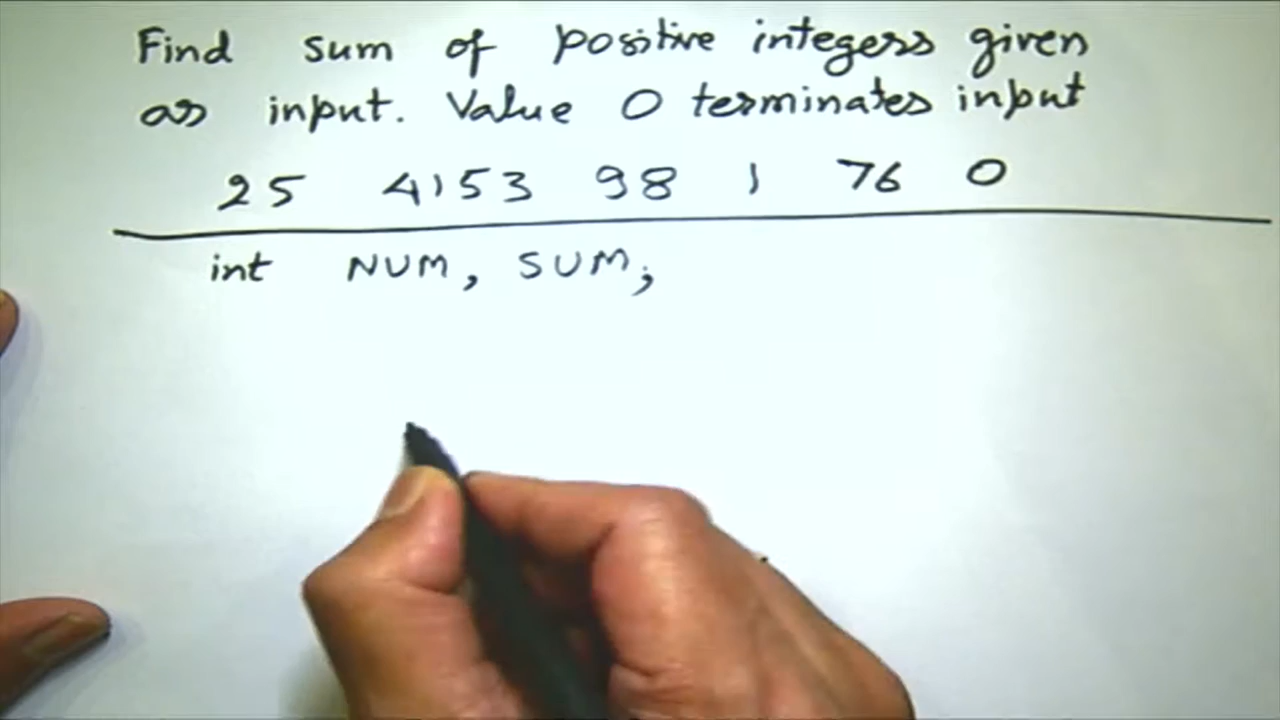 Find sum of positive integers given
as input. Value 0 terminates input
25 4153 98 1 76 0
int NUM, SUM;